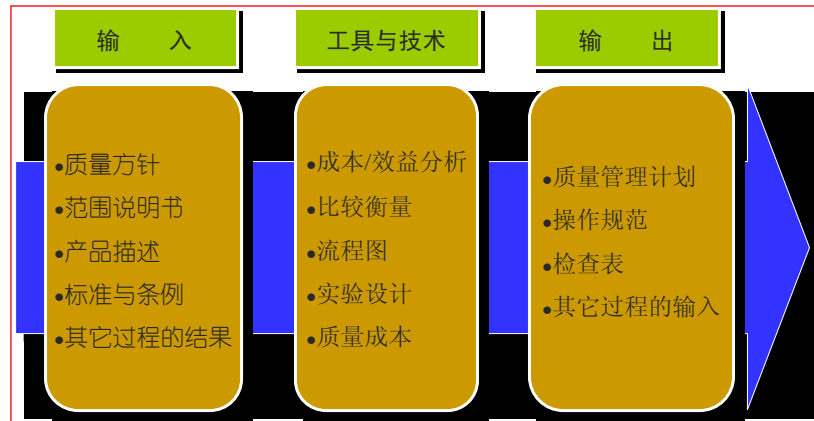 输 入
•质量方针
•范围说明书
•产品描述
•标准与条例
•其它过程的结果
工具与技术
•成本/效益分析
•比较衡量
•流程图
•实验设计
•质量成本
输 出
•质量管理计划
•操作规范
•检查表
•其它过程的输入